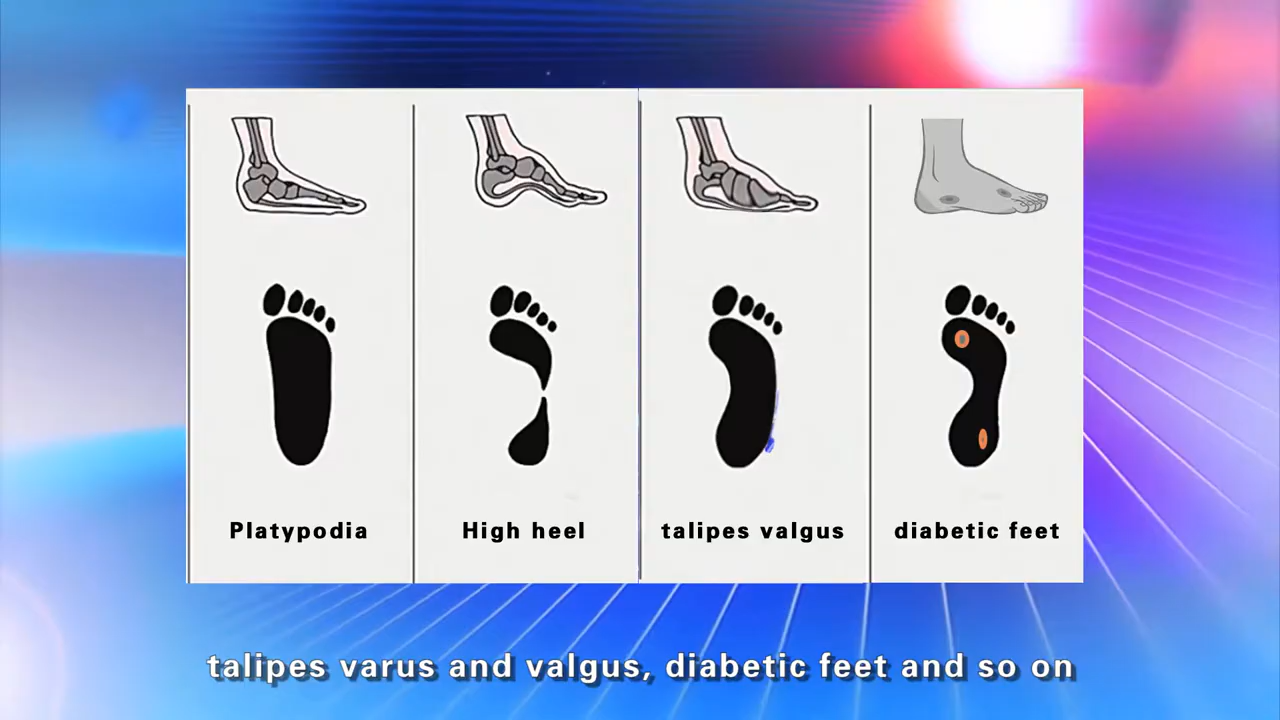 Platypodia
High heel
talipes valgus
diabetic feet
talipes varus and valgus, diabetic feet and so on